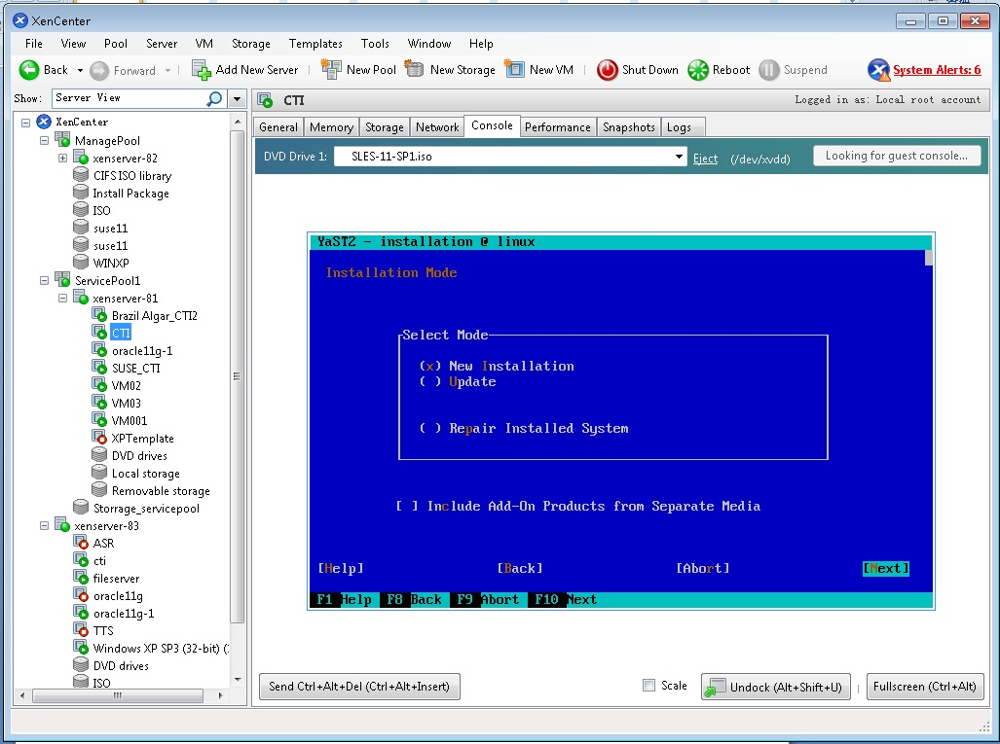 XenCenter
File View Pool Server VM Storage Templates Tools Window Help
Back Forward Add New Server New Pool New Storage New VM Shut Down Reboot Suspend System Alerts: 6
Show: Server View
CTI Logged in as: Local root account
General Memory Storage Network Console Performance Snapshots Logs
DVD Drive 1: SLES-11-SP1.iso Eject (/dev/xvdd) Looking for guest console...
XenCenter
ManagePool
xenserver-82
CIFS ISO library
Install Package
ISO
suse11
suse11
WINXP
ServicePool1
xenserver-81
Brazil Algar_CTI2
CTI
oracle11g-1
SUSE_CTI
VM02
VM03
VM001
XPTemplate
DVD drives
Local storage
Removable storage
Storrage_servicepool
xenserver-83
ASR
cti
fileserver
oracle11g
oracle11g-1
TTS
Windows XP SP3 (32-bit) (
DVD drives
ISO
YaST2 - installation @ linux
Installation Mode
Select Mode
(x) New Installation
( ) Update
( ) Repair Installed System
[ ] Include Add-On Products from Separate Media
[Help] [Back] [Abort] [Next]
F1 Help F8 Back F9 Abort F10 Next
Send Ctrl+Alt+Del (Ctrl+Alt+Insert) Scale Undock (Alt+Shift+U) Fullscreen (Ctrl+Alt)